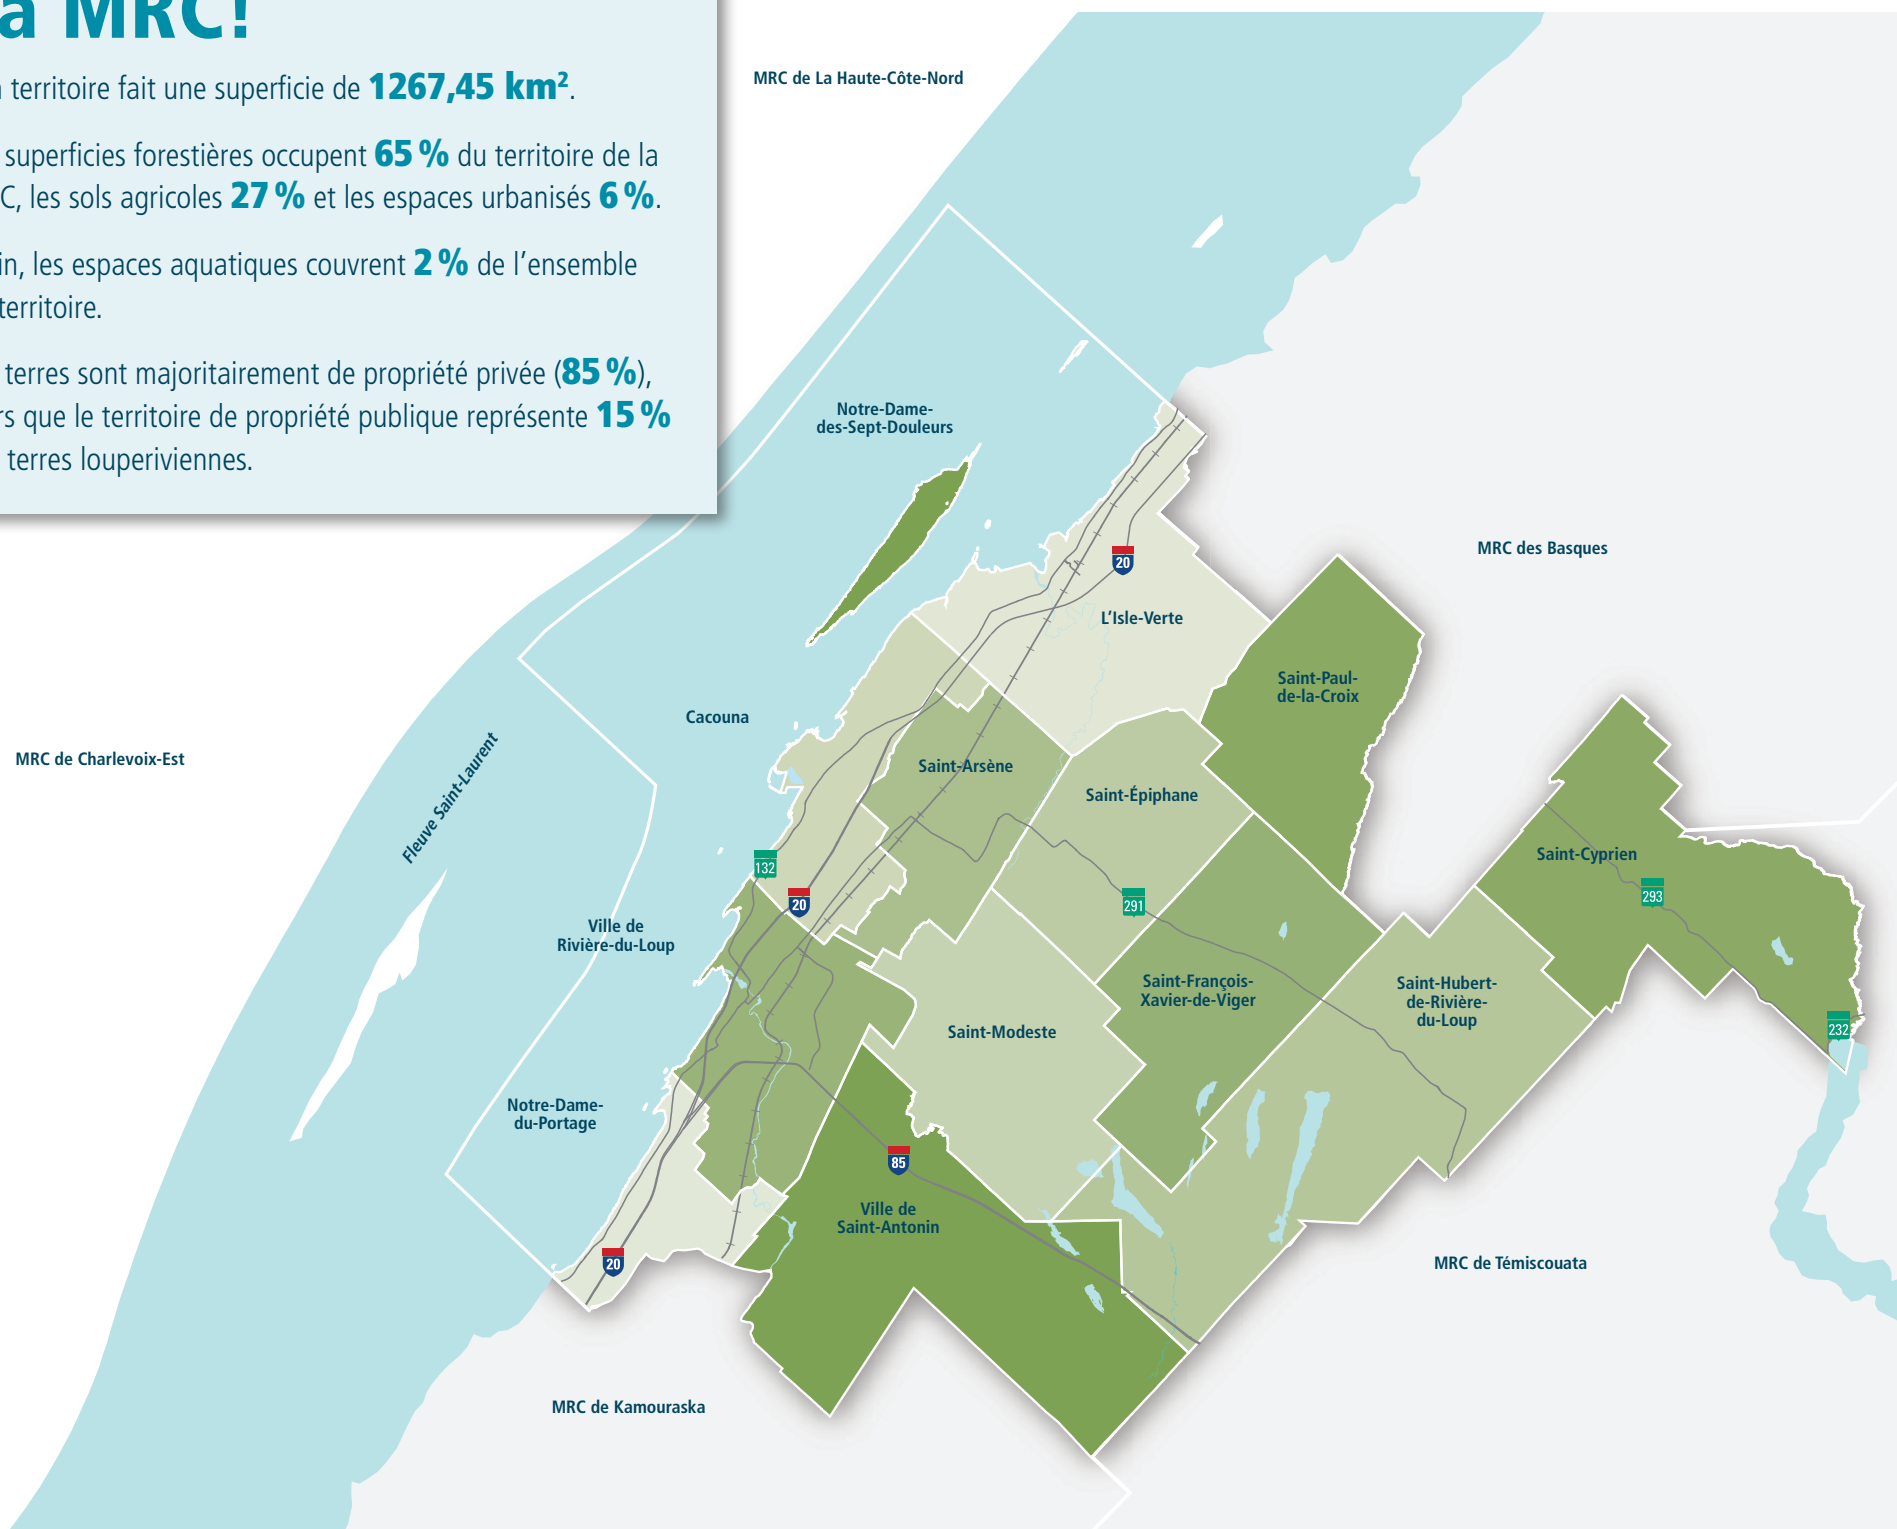 a MRC!
territoire fait une superficie de 1267,45 km².
superficies forestières occupent 65 % du territoire de la
C, les sols agricoles 27 % et les espaces urbanisés 6 %.
in, les espaces aquatiques couvrent 2 % de l'ensemble
territoire.
terres sont majoritairement de propriété privée (85 %),
rs que le territoire de propriété publique représente 15 %
terres louperiviennes.
MRC de La Haute-Côte-Nord
Notre-Dame-
des-Sept-Douleurs
MRC des Basques
20
L'Isle-Verte
Saint-Paul-
de-la-Croix
Cacouna
MRC de Charlevoix-Est
Fleuve Saint-Laurent
Saint-Arsène
Saint-Épiphane
Saint-Cyprien
132
20
291
293
Ville de
Rivière-du-Loup
Saint-François-
Xavier-de-Viger
Saint-Hubert-
de-Rivière-
du-Loup
Saint-Modeste
232
Notre-Dame-
du-Portage
85
Ville de
Saint-Antonin
20
MRC de Témiscouata
MRC de Kamouraska